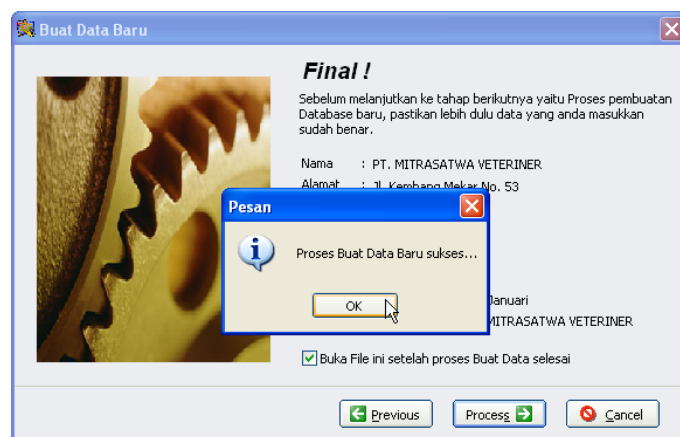 Buat Data Baru
Final !
Sebelum melanjutkan ke tahap berikutnya yaitu Proses pembuatan
Database baru, pastikan lebih dulu data yang anda masukkan
sudah benar.
Nama : PT. MITRASATWA VETERINER
Alamat : Jl. Kembang Mekar No. 53
Pesan
Proses Buat Data Baru sukses...
OK
Januari
MITRASATWA VETERINER
Buka File ini setelah proses Buat Data selesai
Previous
Process
Cancel